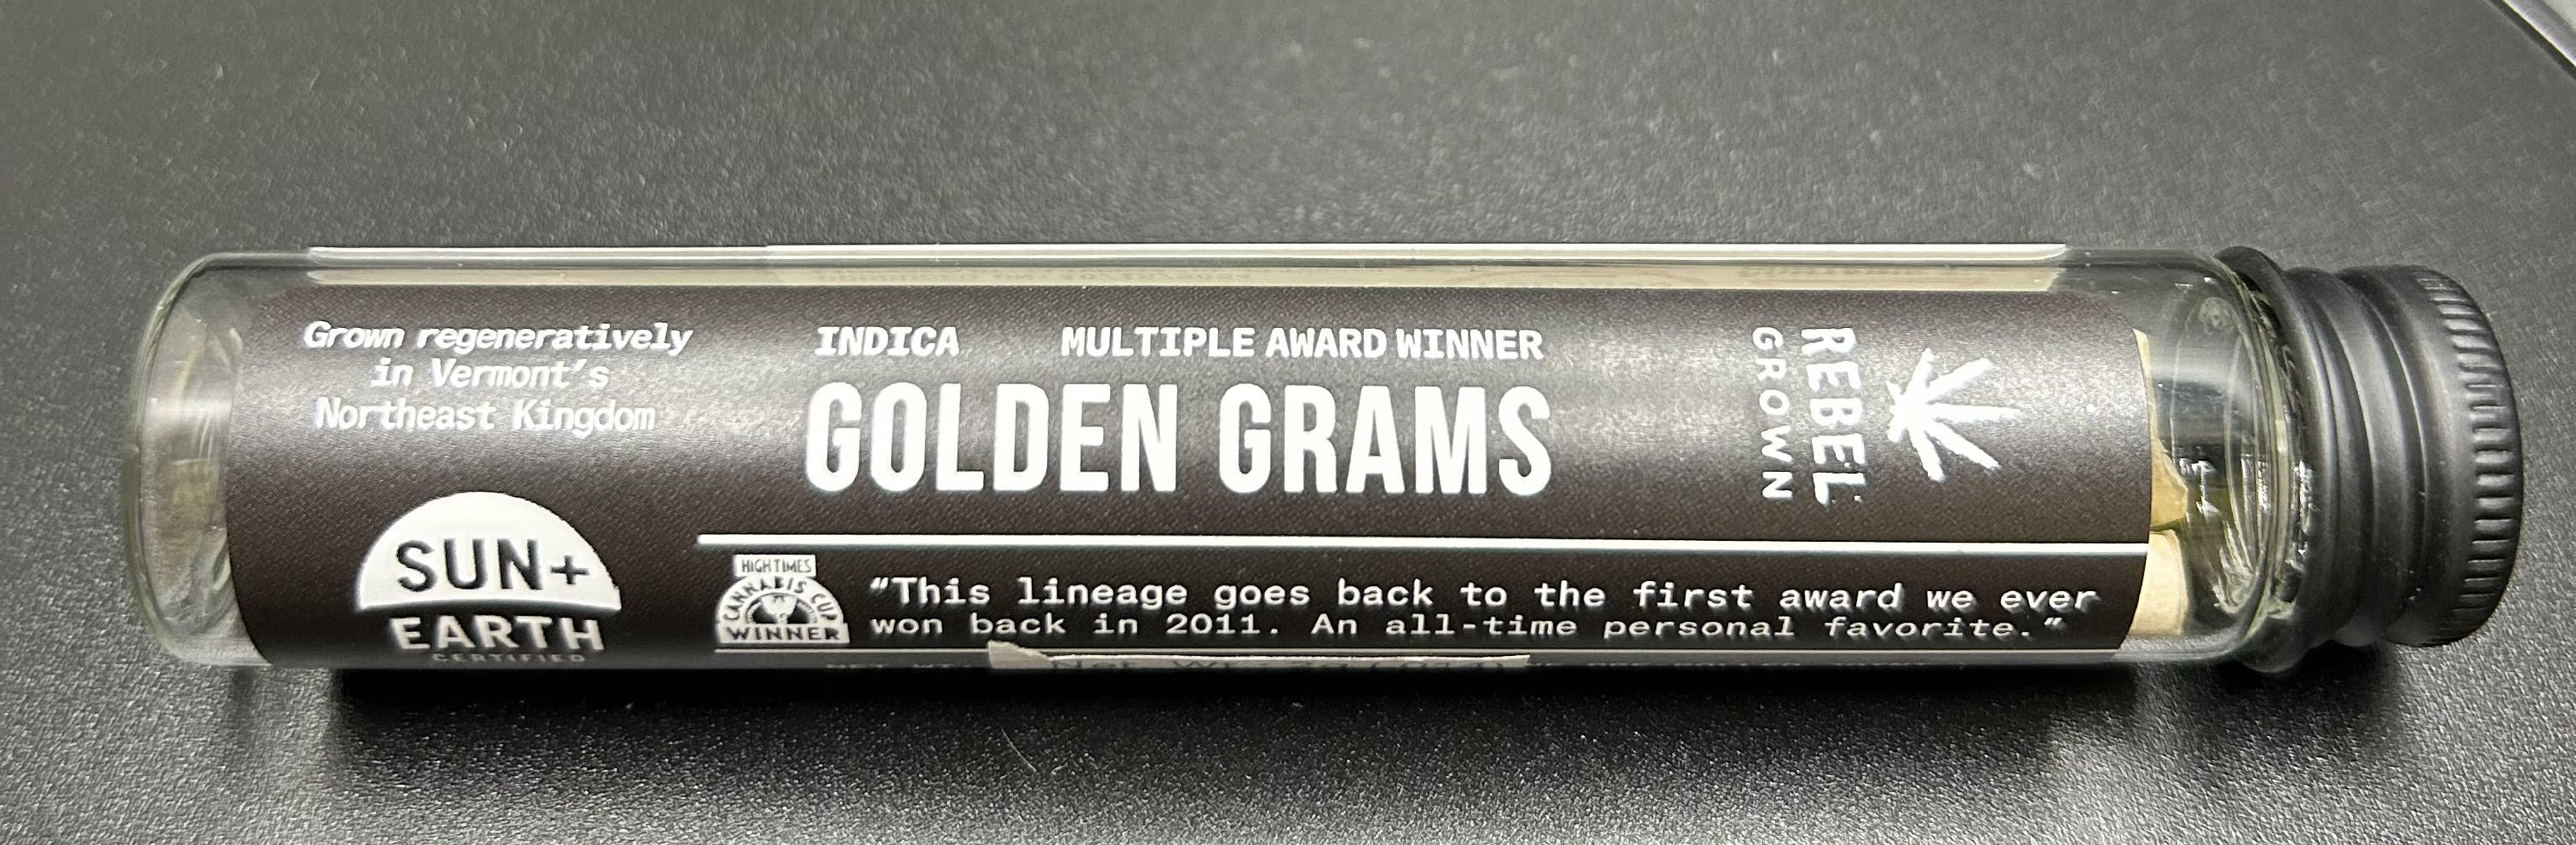 Grown regeneratively
in Vermont's
Northeast Kingdom
SUN+
EARTH
CERTIFIED
INDICA MULTIPLE AWARD WINNER
GOLDEN GRAMS
REBEL
GROWN
HIGH TIMES
CANNABIS CUP
WINNER
"This lineage goes back to the first award we ever
won back in 2011. An all-time personal favorite."
Net Wt.